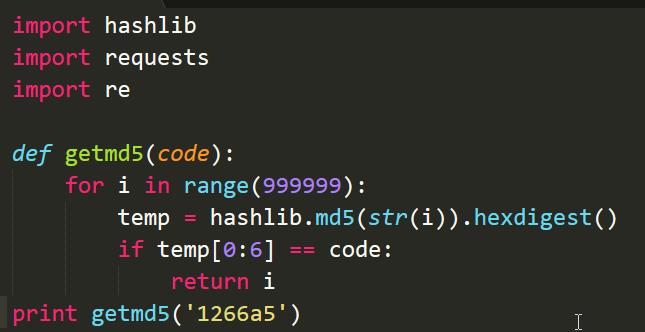 import hashlib
import requests
import re
def getmd5(code):
    for i in range(999999):
        temp = hashlib.md5(str(i)).hexdigest()
        if temp[0:6] == code:
            return i
print getmd5('1266a5')